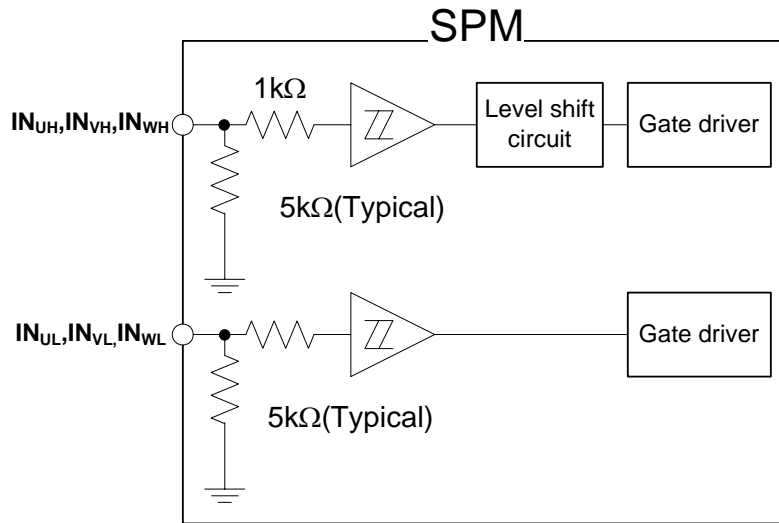 SPM
1kΩ
IN_UH,IN_VH,IN_WH
Level shift
circuit
Gate driver
5kΩ(Typical)
IN_UL,IN_VL,IN_WL
Gate driver
5kΩ(Typical)